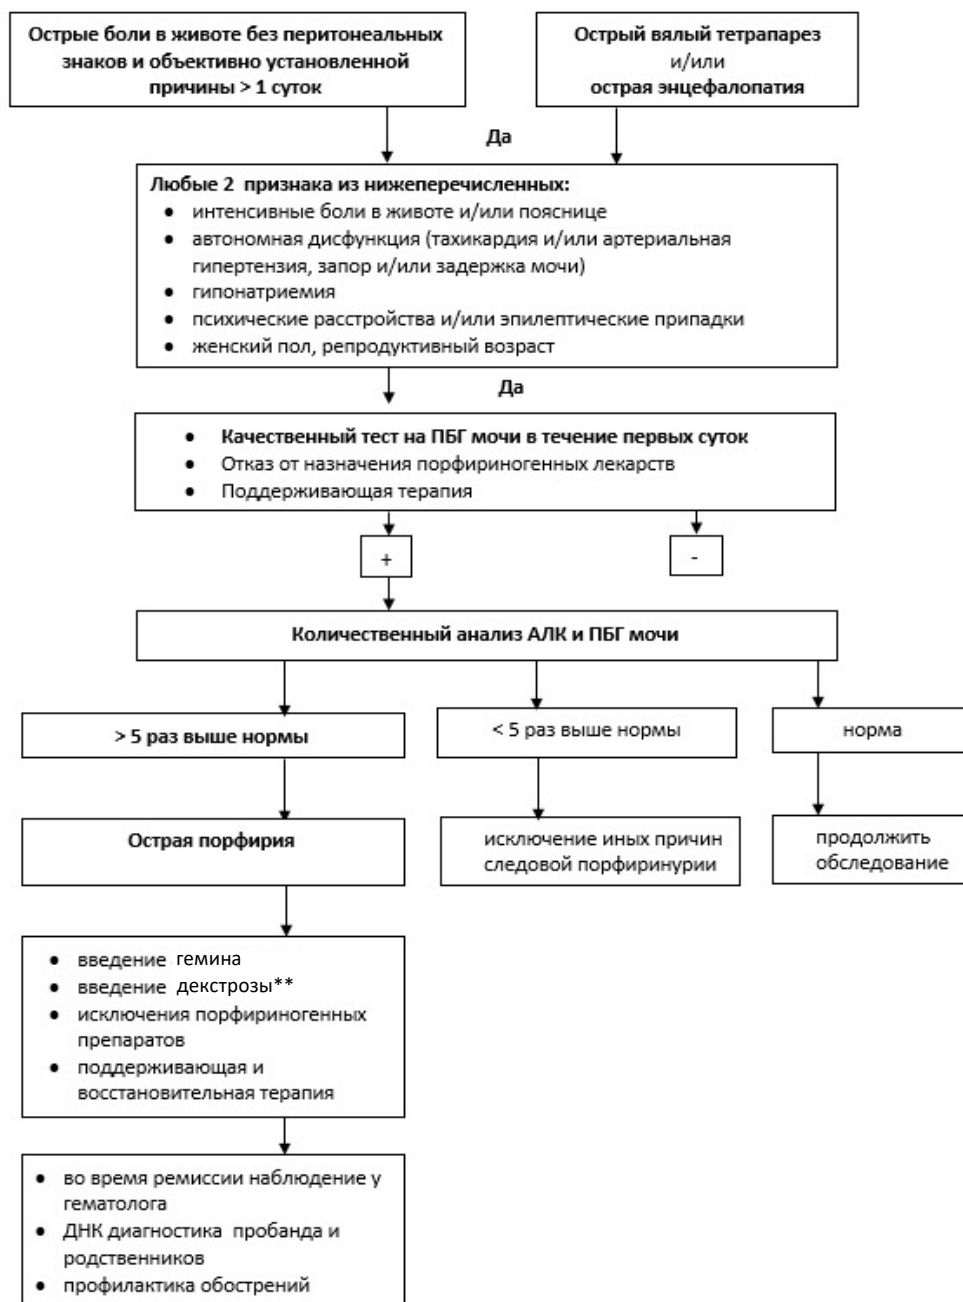 Острые боли в животе без перитонеальных
знаков и объективно установленной
причины > 1 суток
Острый вялый тетрапарез
и/или
острая энцефалопатия
Да
Любые 2 признака из нижеперечисленных:
• интенсивные боли в животе и/или пояснице
• автономная дисфункция (тахикардия и/или артериальная
гипертензия, запор и/или задержка мочи)
• гипонатриемия
• психические расстройства и/или эпилептические припадки
• женский пол, репродуктивный возраст
Да
• Качественный тест на ПБГ мочи в течение первых суток
• Отказ от назначения порфириногенных лекарств
• Поддерживающая терапия
+
-
Количественный анализ АЛК и ПБГ мочи
> 5 раз выше нормы
< 5 раз выше нормы
норма
Острая порфирия
исключение иных причин
следовой порфиринурии
продолжить
обследование
• введение гемина
• введение декстрозы**
• исключения порфириногенных
препаратов
• поддерживающая и
восстановительная терапия
• во время ремиссии наблюдение у
гематолога
• ДНК диагностика пробанда и
родственников
• профилактика обострений